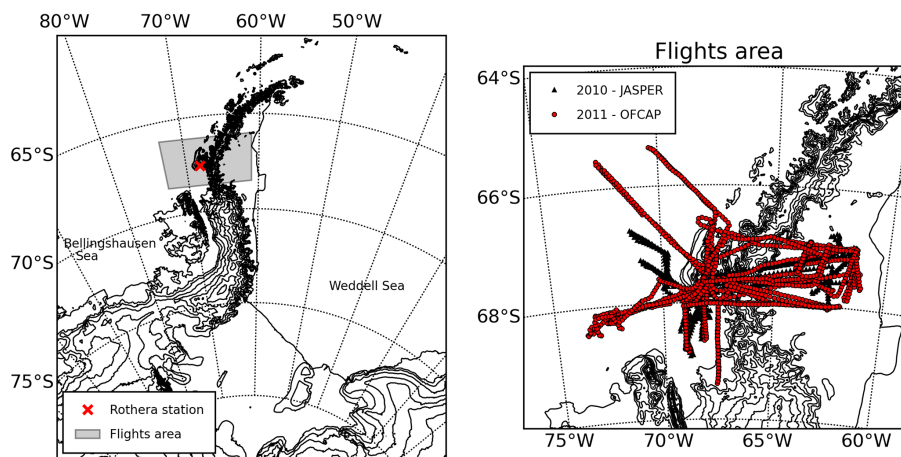 80°W 70°W 60°W 50°W
65°S
70°S
75°S
Bellingshausen
Sea
Weddell Sea
Rothera station
Flights area
Flights area
64°S
66°S
68°S
2010 - JASPER
2011 - OFCAP
75°W 70°W 65°W 60°W